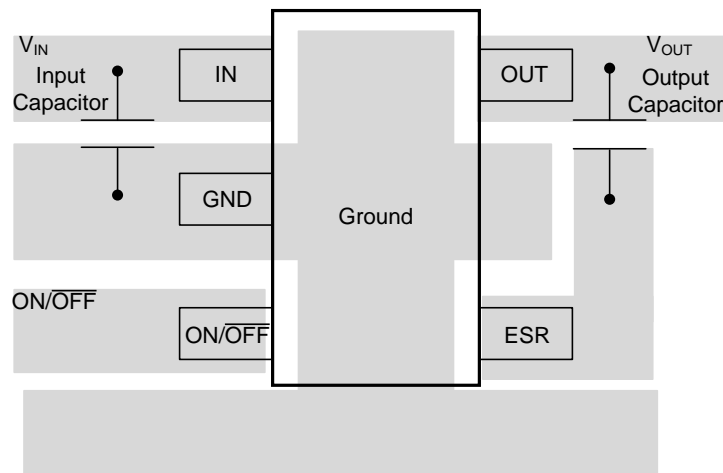 VIN
VOUT
Input
Capacitor
IN
OUT
Output
Capacitor
GND
Ground
ON/OFF
ON/OFF
ESR